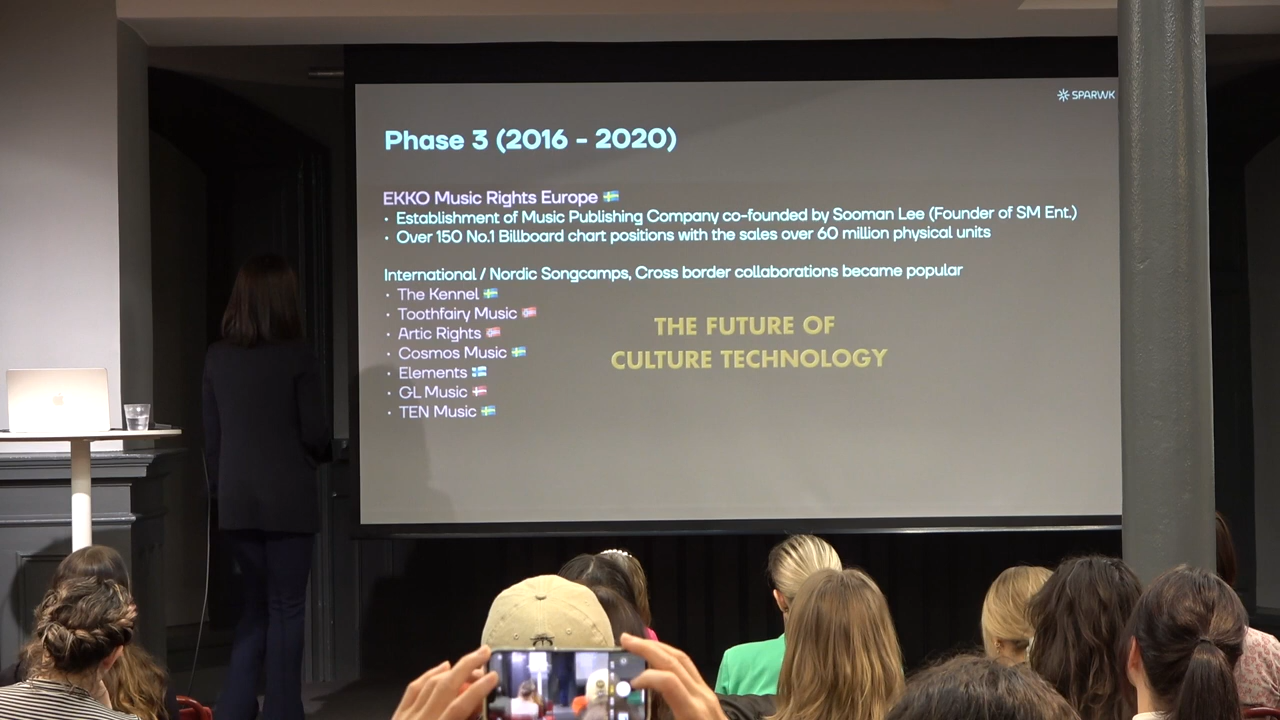 SPARWK
Phase 3 (2016 - 2020)
EKKO Music Rights Europe
• Establishment of Music Publishing Company co-founded by Sooman Lee (Founder of SM Ent.)
• Over 150 No.1 Billboard chart positions with the sales over 60 million physical units
International / Nordic Songcamps, Cross border collaborations became popular
• The Kennel
• Toothfairy Music
• Artic Rights
• Cosmos Music
• Elements
• GL Music
• TEN Music
THE FUTURE OF
CULTURE TECHNOLOGY